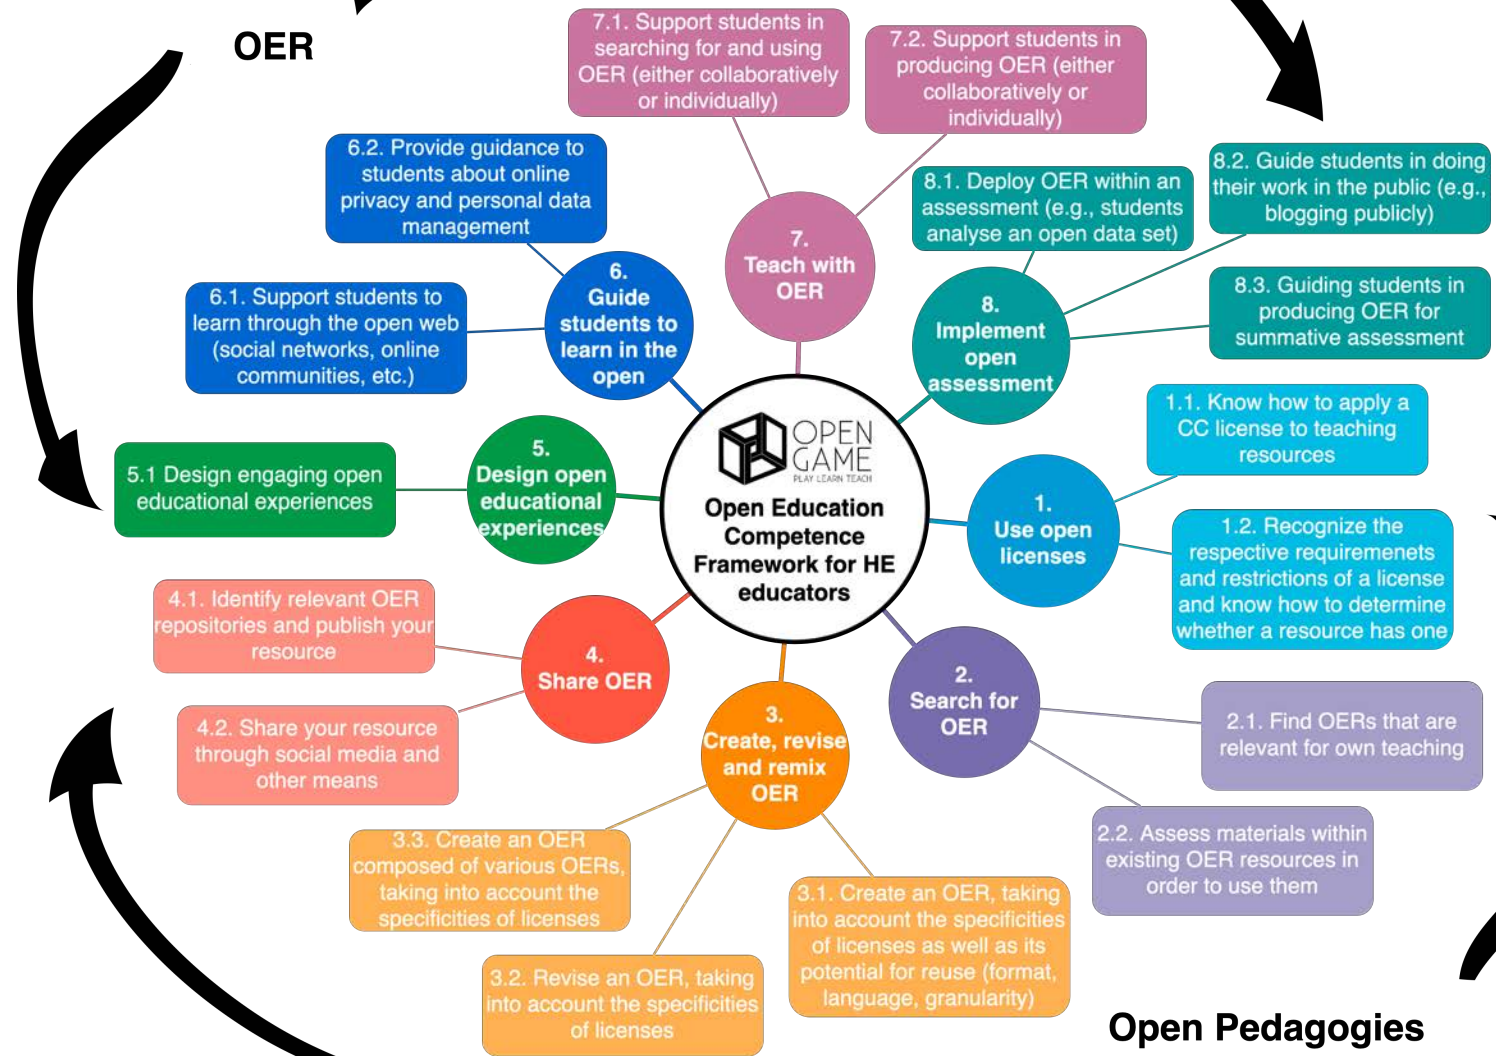 OER
7.1. Support students in
searching for and using
OER (either collaboratively
or individually)
7.2. Support students in
producing OER (either
collaboratively or
individually)
6.2. Provide guidance to
students about online
privacy and personal data
management
8.1. Deploy OER within an
assessment (e.g., students
analyse an open data set)
8.2. Guide students in doing
their work in the public (e.g.,
blogging publicly)
7.
Teach with
OER
6.
Guide
students to
learn in the
open
6.1. Support students to
learn through the open web
(social networks, online
communities, etc.)
8.
Implement
open
assessment
8.3. Guiding students in
producing OER for
summative assessment
1.1. Know how to apply a
CC license to teaching
resources
OPEN
GAME
PLAY LEARN TEACH
Open Education
Competence
Framework for HE
educators
5.
Design open
educational
experiences
5.1 Design engaging open
educational experiences
1.
Use open
licenses
1.2. Recognize the
respective requiremenets
and restrictions of a license
and know how to determine
whether a resource has one
4.1. Identify relevant OER
repositories and publish your
resource
4.
Share OER
4.2. Share your resource
through social media and
other means
3.
Create, revise
and remix
OER
2.
Search for
OER
2.1. Find OERs that are
relevant for own teaching
2.2. Assess materials within
existing OER resources in
order to use them
3.3. Create an OER
composed of various OERs,
taking into account the
specificities of licenses
3.1. Create an OER, taking
into account the specificities
of licenses as well as its
potential for reuse (format,
language, granularity)
3.2. Revise an OER, taking
into account the specificities
of licenses
Open Pedagogies